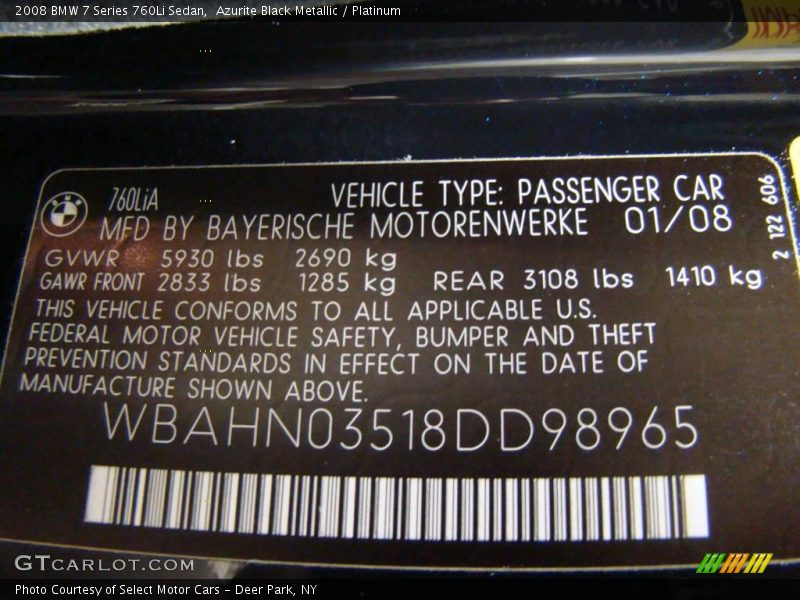 2008 BMW 7 Series 760Li Sedan, Azurite Black Metallic / Platinum
760LiA VEHICLE TYPE: PASSENGER CAR
MFD BY BAYERISCHE MOTORENWERKE 01/08
GVWR 5930 lbs 2690 kg
GAWR FRONT 2833 lbs 1285 kg REAR 3108 lbs 1410 kg
THIS VEHICLE CONFORMS TO ALL APPLICABLE U.S.
FEDERAL MOTOR VEHICLE SAFETY, BUMPER AND THEFT
PREVENTION STANDARDS IN EFFECT ON THE DATE OF
MANUFACTURE SHOWN ABOVE.
WBAHN03518DD98965
2 122 606
GTCARLOT.COM
Photo Courtesy of Select Motor Cars - Deer Park, NY